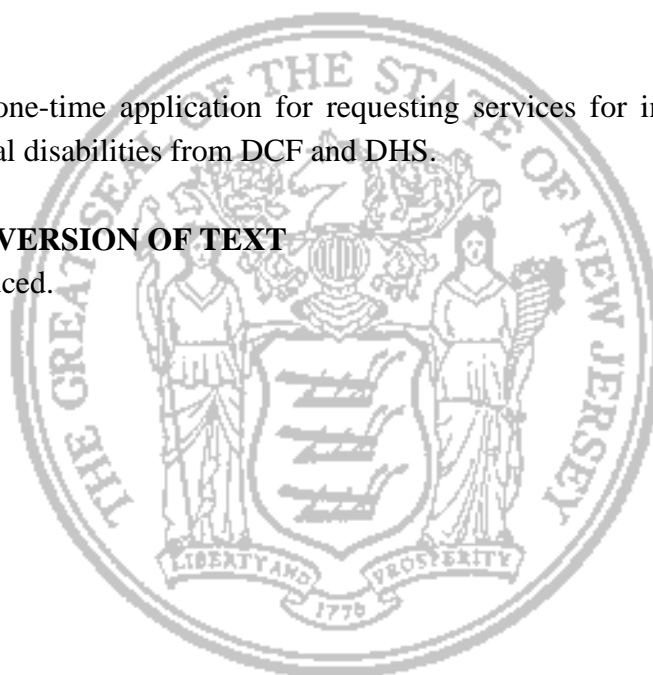 one-time application for requesting services for in
al disabilities from DCF and DHS.
VERSION OF TEXT
ced.
THE GREAT SEAL OF THE STATE OF NEW JERSEY
LIBERTY AND PROSPERITY
1776